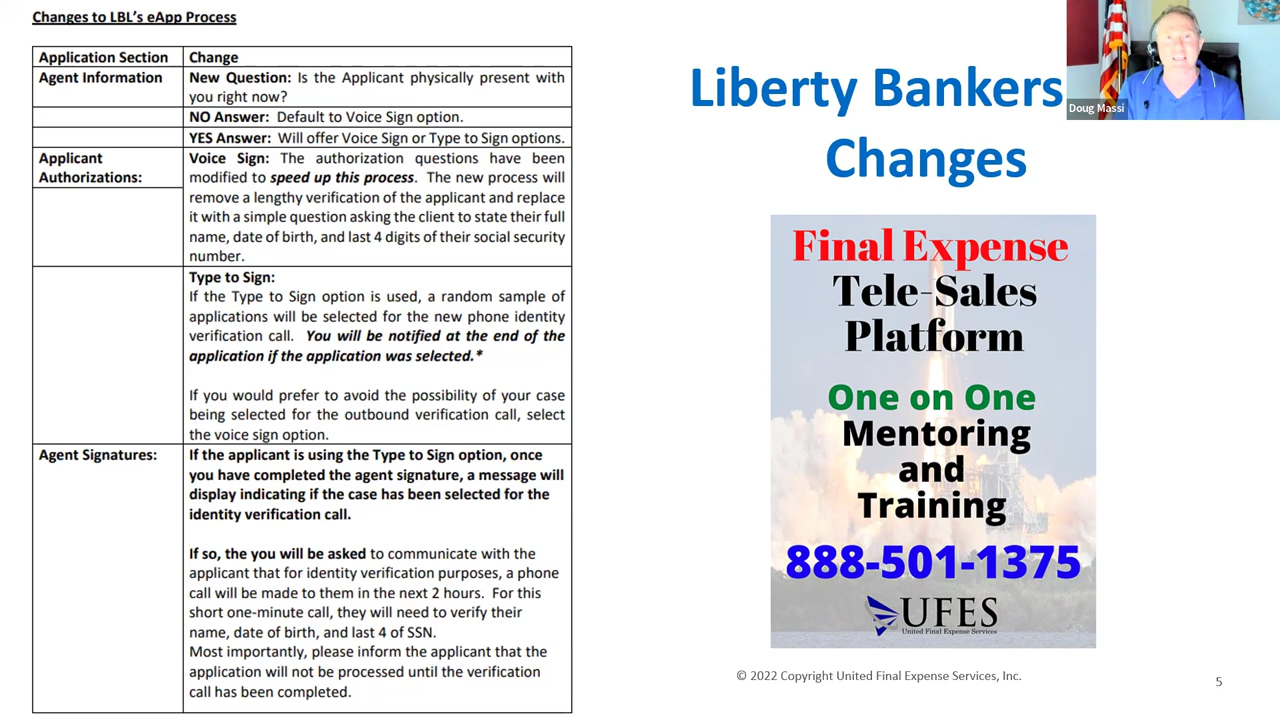 Changes to LBL's eApp Process
Application Section
Change
Agent Information
New Question: Is the Applicant physically present with
you right now?
NO Answer: Default to Voice Sign option.
YES Answer: Will offer Voice Sign or Type to Sign options.
Applicant
Authorizations:
Voice Sign: The authorization questions have been
modified to speed up this process. The new process will
remove a lengthy verification of the applicant and replace
it with a simple question asking the client to state their full
name, date of birth, and last 4 digits of their social security
number.
Type to Sign:
If the Type to Sign option is used, a random sample of
applications will be selected for the new phone identity
verification call. You will be notified at the end of the
application if the application was selected.*
If you would prefer to avoid the possibility of your case
being selected for the outbound verification call, select
the voice sign option.
Agent Signatures:
If the applicant is using the Type to Sign option, once
you have completed the agent signature, a message will
display indicating if the case has been selected for the
identity verification call.
If so, the you will be asked to communicate with the
applicant that for identity verification purposes, a phone
call will be made to them in the next 2 hours. For this
short one-minute call, they will need to verify their
name, date of birth, and last 4 of SSN.
Most importantly, please inform the applicant that the
application will not be processed until the verification
call has been completed.
Liberty Bankers
Changes
Doug Massi
Final Expense
Tele-Sales
Platform
One on One
Mentoring
and
Training
888-501-1375
UFES
United Final Expense Services
© 2022 Copyright United Final Expense Services, Inc.
5